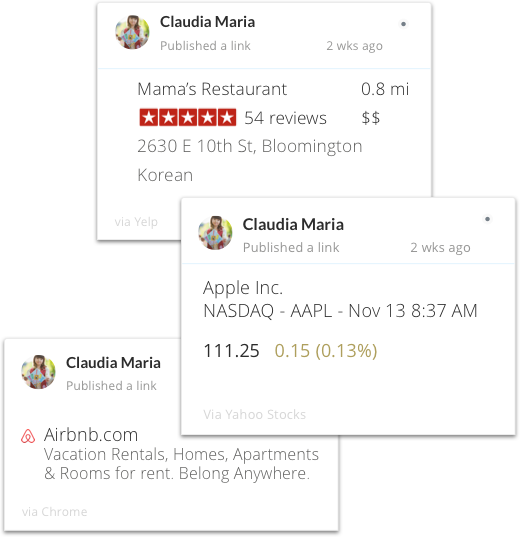 Claudia Maria
Published a link 2 wks ago
Mama’s Restaurant 0.8 mi
54 reviews $$
2630 E 10th St, Bloomington
Korean
via Yelp
Claudia Maria
Published a link 2 wks ago
Apple Inc.
NASDAQ - AAPL - Nov 13 8:37 AM
111.25 0.15 (0.13%)
Via Yahoo Stocks
Claudia Maria
Published a link
Airbnb.com
Vacation Rentals, Homes, Apartments
& Rooms for rent. Belong Anywhere.
via Chrome